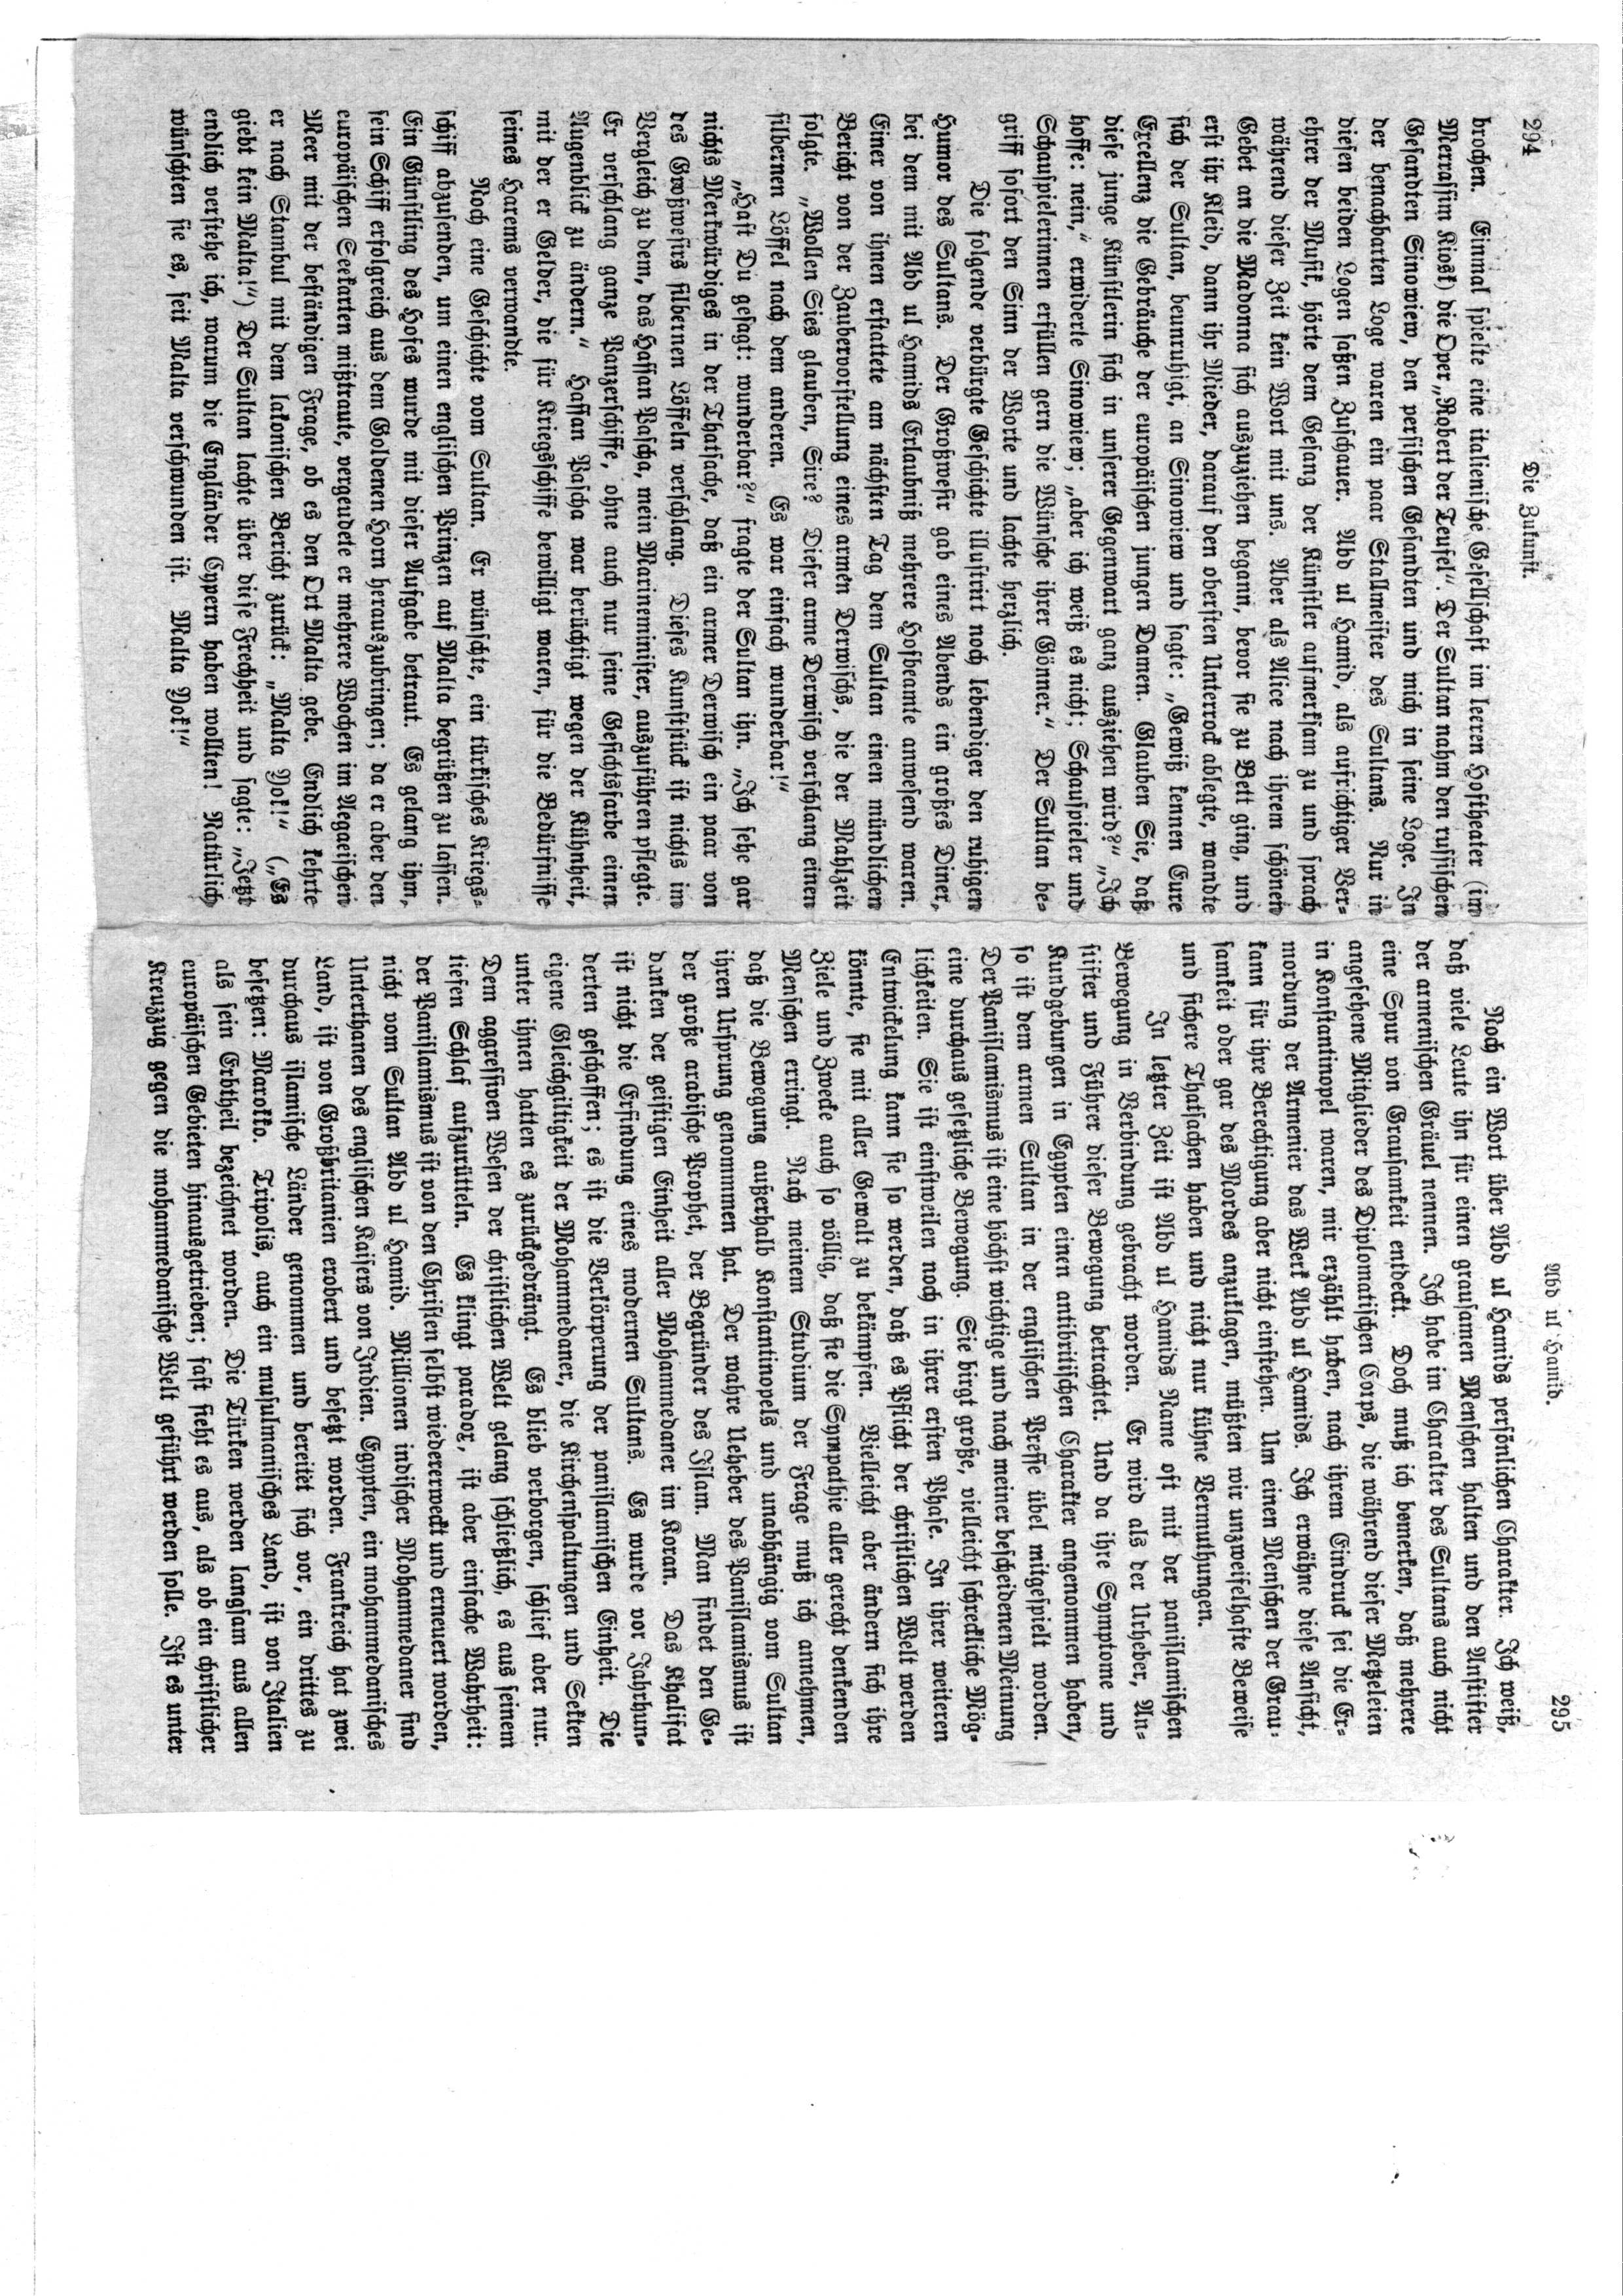 294
Die Zukunft.
brochen. Einmal spielte eine italienische Gesellschaft im leeren Hoftheater (im
Merrassim Kiosk) die Oper „Robert der Teufel“. Der Sultan nahm den russischen
Gesandten Sinowiew, den persischen Gesandten und mich in seine Loge. In
der benachbarten Loge waren ein paar Stallmeister des Sultans. Nur in
diesen beiden Logen saßen Zuschauer. Abd ul Hamid, als aufrichtiger Ver-
ehrer der Musik, hörte dem Gesang der Künstler aufmerksam zu und sprach
während dieser Zeit kein Wort mit uns. Aber als Alice nach ihrem schönen
Gebet an die Madonna sich auszuziehen begann, bevor sie zu Bett ging, und
erst ihr Kleid, dann ihr Mieder, darauf den obersten Unterrock ablegte, wandte
sich der Sultan, beunruhigt, an Sinowiew und sagte: „Gewiß kennen Eure
Excellenz die Gebräuche der europäischen jungen Damen. Glauben Sie, daß
diese junge Künstlerin sich in unserer Gegenwart ganz ausziehen wird?“ „Ich
hoffe: nein,“ erwiderte Sinowiew; „aber ich weiß es nicht; Schauspieler und
Schauspielerinnen erfüllen gern die Wünsche ihrer Gönner.“ Der Sultan be-
griff sofort den Sinn der Worte und lachte herzlich.
Die folgende verbürgte Geschichte illustrirt noch lebendiger den ruhigen
Humor des Sultans. Der Großwesir gab eines Abends ein großes Diner,
bei dem mit Abd ul Hamids Erlaubniß mehrere Hofbeamte anwesend waren.
Einer von ihnen erstattete am nächsten Tag dem Sultan einen mündlichen
Bericht von der Zaubervorstellung eines armen Derwischs, die der Mahlzeit
folgte. „Wollen Sies glauben, Sire? Dieser arme Derwisch verschlang einen
silbernen Löffel nach dem anderen. Es war einfach wunderbar!“
„Hast Du gesagt: wunderbar?“ fragte der Sultan ihn. „Ich sehe gar
nichts Merkwürdiges in der Thatsache, daß ein armer Derwisch ein paar von
des Großwesirs silbernen Löffeln verschlang. Dieses Kunststück ist nichts im
Vergleich zu dem, das Hassan Pascha, mein Marineminister, auszuführen pflegte.
Er verschlang ganze Panzerschiffe, ohne auch nur seine Gesichtsfarbe einen
Augenblick zu ändern.“ Hassan Pascha war berüchtigt wegen der Kühnheit,
mit der er Gelder, die für Kriegsschiffe bewilligt waren, für die Bedürfnisse
seines Harems verwandte.
Noch eine Geschichte vom Sultan. Er wünschte, ein türkisches Kriegs-
schiff abzusenden, um einen englischen Prinzen auf Malta begrüßen zu lassen.
Ein Günstling des Hofes wurde mit dieser Aufgabe betraut. Es gelang ihm,
sein Schiff erfolgreich aus dem Goldenen Horn herauszubringen; da er aber den
europäischen Seekarten mißtraute, vergeudete er mehrere Wochen im Aegaeischen
Meer mit der beständigen Frage, ob es den Ort Malta gebe. Endlich kehrte
er nach Stambul mit dem lakonischen Bericht zurück: „Malta Yok!“ („Es
giebt kein Malta!“) Der Sultan lachte über diese Frechheit und sagte: „Jetzt
endlich verstehe ich, warum die Engländer Cypern haben wollten! Natürlich
wünschten sie es, seit Malta verschwunden ist. Malta Yok!“
Abd ul Hamid.
295
Noch ein Wort über Abd ul Hamids persönlichen Charakter. Ich weiß,
daß viele Leute ihn für einen grausamen Menschen halten und den Anstifter
der armenischen Gräuel nennen. Ich habe im Charakter des Sultans auch nicht
eine Spur von Grausamkeit entdeckt. Doch muß ich bemerken, daß mehrere
angesehene Mitglieder des Diplomatischen Corps, die während dieser Metzeleien
in Konstantinopel waren, mir erzählt haben, nach ihrem Eindruck sei die Er-
mordung der Armenier das Werk Abd ul Hamids. Ich erwähne diese Ansicht,
kann für ihre Berechtigung aber nicht einstehen. Um einen Menschen der Grau-
samkeit oder gar des Mordes anzuklagen, müßten wir unzweifelhafte Beweise
und sichere Thatsachen haben und nicht nur kühne Vermuthungen.
In letzter Zeit ist Abd ul Hamids Name oft mit der panislamischen
Bewegung in Verbindung gebracht worden. Er wird als der Urheber, An-
stifter und Führer dieser Bewegung betrachtet. Und da ihre Symptome und
Kundgebungen in Egypten einen antibritischen Charakter angenommen haben,
so ist dem armen Sultan in der englischen Presse übel mitgespielt worden.
Der Panislamismus ist eine höchst wichtige und nach meiner bescheidenen Meinung
eine durchaus gesetzliche Bewegung. Sie birgt große, vielleicht schreckliche Mög-
lichkeiten. Sie ist einstweilen noch in ihrer ersten Phase. In ihrer weiteren
Entwickelung kann sie so werden, daß es Pflicht der christlichen Welt werden
könnte, sie mit aller Gewalt zu bekämpfen. Vielleicht aber ändern sich ihre
Ziele und Zwecke auch so völlig, daß sie die Sympathie aller gerecht denkenden
Menschen erringt. Nach meinem Studium der Frage muß ich annehmen,
daß die Bewegung außerhalb Konstantinopels und unabhängig vom Sultan
ihren Ursprung genommmen hat. Der wahre Ueheber des Panislamismus ist
der große arabische Prophet, der Begründer des Islam. Man findet den Ge-
danken der geistigen Einheit aller Mohammedaner im Koran. Das Khalifat
ist nicht die Erfindung eines modernen Sultans. Es wurde vor Jahrhun-
derten geschaffen; es ist die Verkörperung der panislamischen Einheit. Die
eigene Gleichgiltigkeit der Mohammedaner, die Kirchenspaltungen und Sekten
unter ihnen hatten es zurückgedrängt. Es blieb verborgen, schlief aber nur.
Dem aggressiven Wesen der christlichen Welt gelang schließlich, es aus seinem
tiefen Schlaf aufzurütteln. Es klingt paradox, ist aber einfache Wahrheit:
der Panislamismus ist von den Christen selbst wiedererweckt und erneuert worden,
nicht vom Sultan Abd ul Hamid. Millionen indischer Mohammedaner sind
Unterthanen des englischen Kaisers von Indien. Egypten, ein mohammedanisches
Land, ist von Großbritanien erobert und besetzt worden. Frankreich hat zwei
durchaus islamische Länder genommen und bereitet sich vor, ein drittes zu
besetzen: Marokko. Tripolis, auch ein musulmanisches Land, ist von Italien
als sein Erbtheil bezeichnet worden. Die Türken werden langsam aus allen
europäischen Gebieten hinausgetrieben; fast sieht es aus, als ob ein christlicher
Kreuzzug gegen die mohammedanische Welt geführt werden solle. Ist es unter